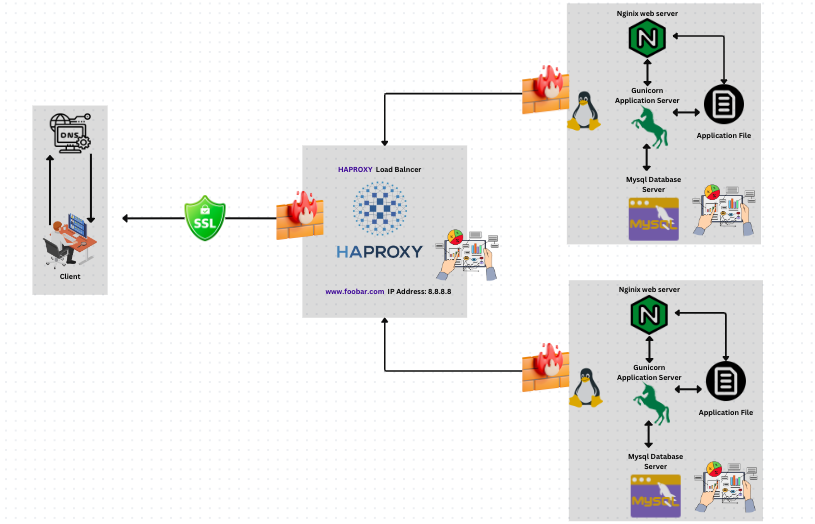 DNS
Client
SSL
HAPROXY Load Balncer
HAPROXY
www.foobar.com IP Address: 8.8.8.8
Nginix web server
N
Gunicorn
Application Server
Application File
Mysql Database
Server
MySQL
Nginix web server
N
Gunicorn
Application Server
Application File
Mysql Database
Server
MySQL